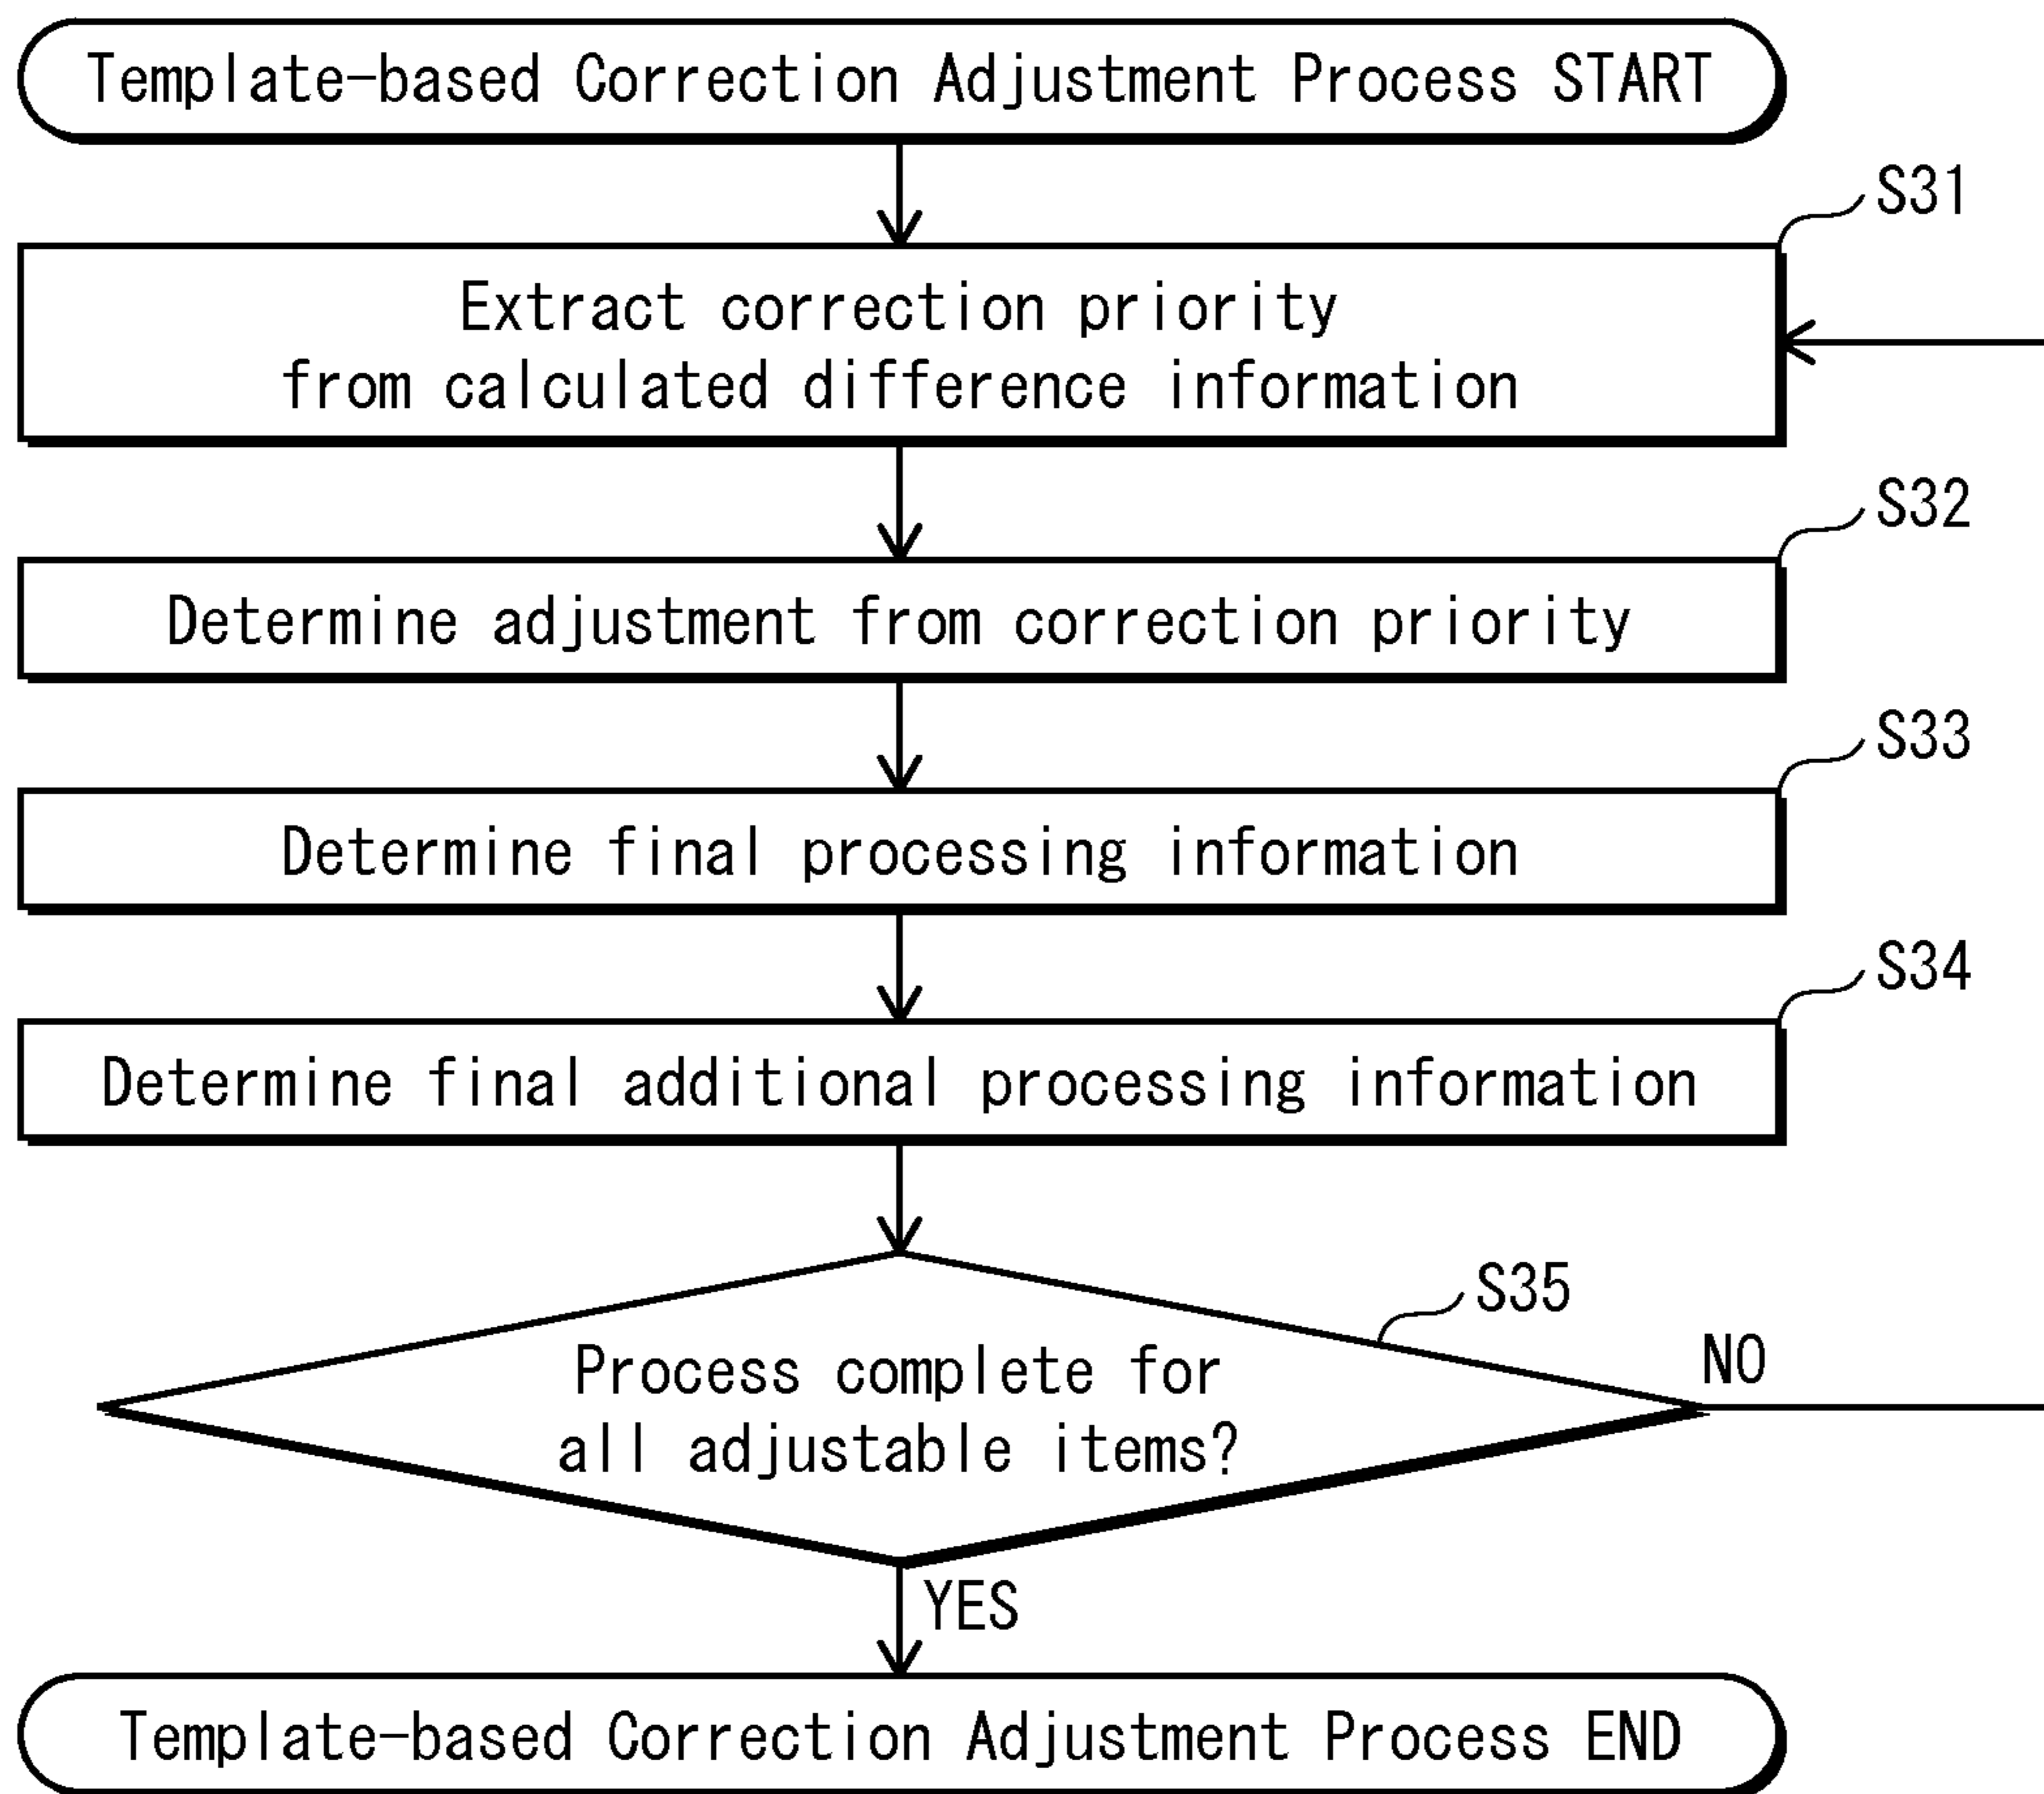 Template-based Correction Adjustment Process START
S31
Extract correction priority
from calculated difference information
S32
Determine adjustment from correction priority
S33
Determine final processing information
S34
Determine final additional processing information
S35
Process complete for
all adjustable items?
NO
YES
Template-based Correction Adjustment Process END